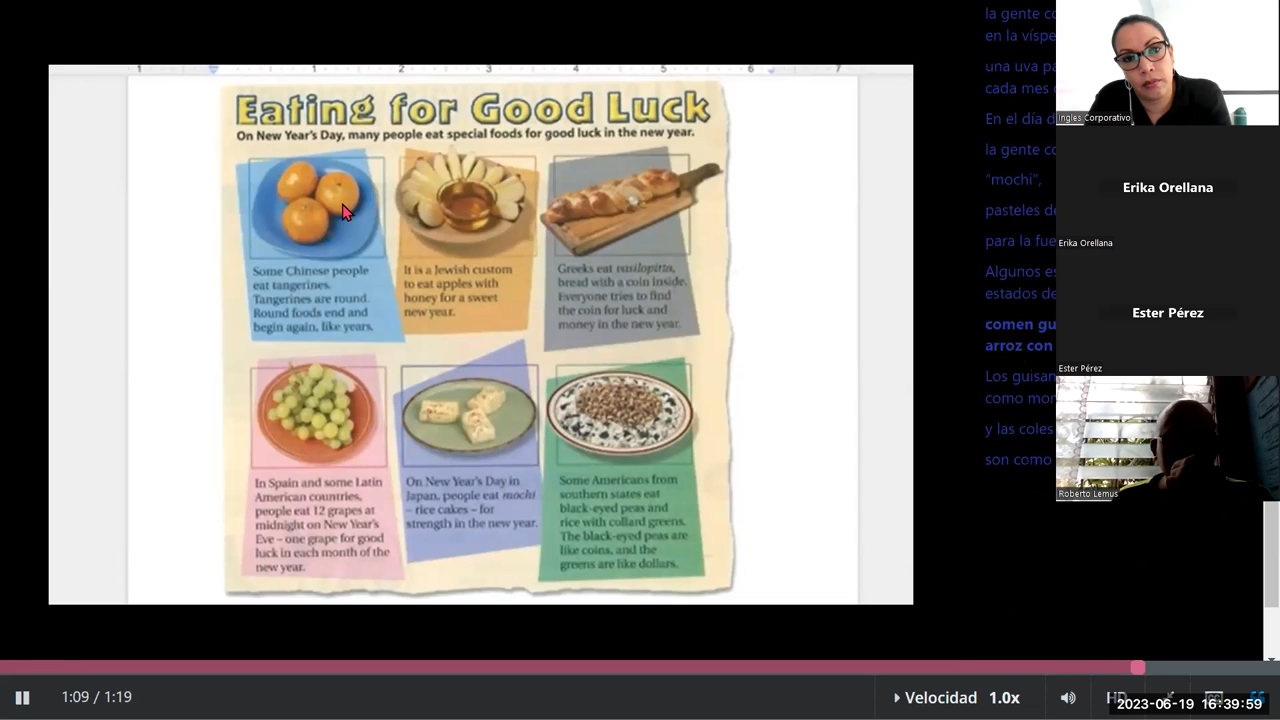 Eating for Good Luck
On New Year's Day, many people eat special foods for good luck in the new year.
Some Chinese people
eat tangerines.
Tangerines are round.
Round foods end and
begin again, like years.
It is a Jewish custom
to eat apples with
honey for a sweet
new year.
Greeks eat vasilopitta,
bread with a coin inside.
Everyone tries to find
the coin for luck and
money in the new year.
In Spain and some Latin
American countries,
people eat 12 grapes at
midnight on New Year's
Eve – one grape for good
luck in each month of the
new year.
On New Year's Day in
Japan, people eat mochi
– rice cakes – for
strength in the new year.
Some Americans from
southern states eat
black-eyed peas and
rice with collard greens.
The black-eyed peas are
like coins, and the
greens are like dollars.
la gente co
en la víspe
una uva pa
cada mes
En el día d
la gente co
"mochi",
pasteles de
para la fue
Algunos es
estados de
comen gu
arroz con
Los guisan
como mon
y las coles
son como
Ingles Corporativo
Erika Orellana
Erika Orellana
Ester Pérez
Ester Pérez
Roberto Lemus
1:09 / 1:19
Velocidad 1.0x
HD
2023-06-19 16:39:59